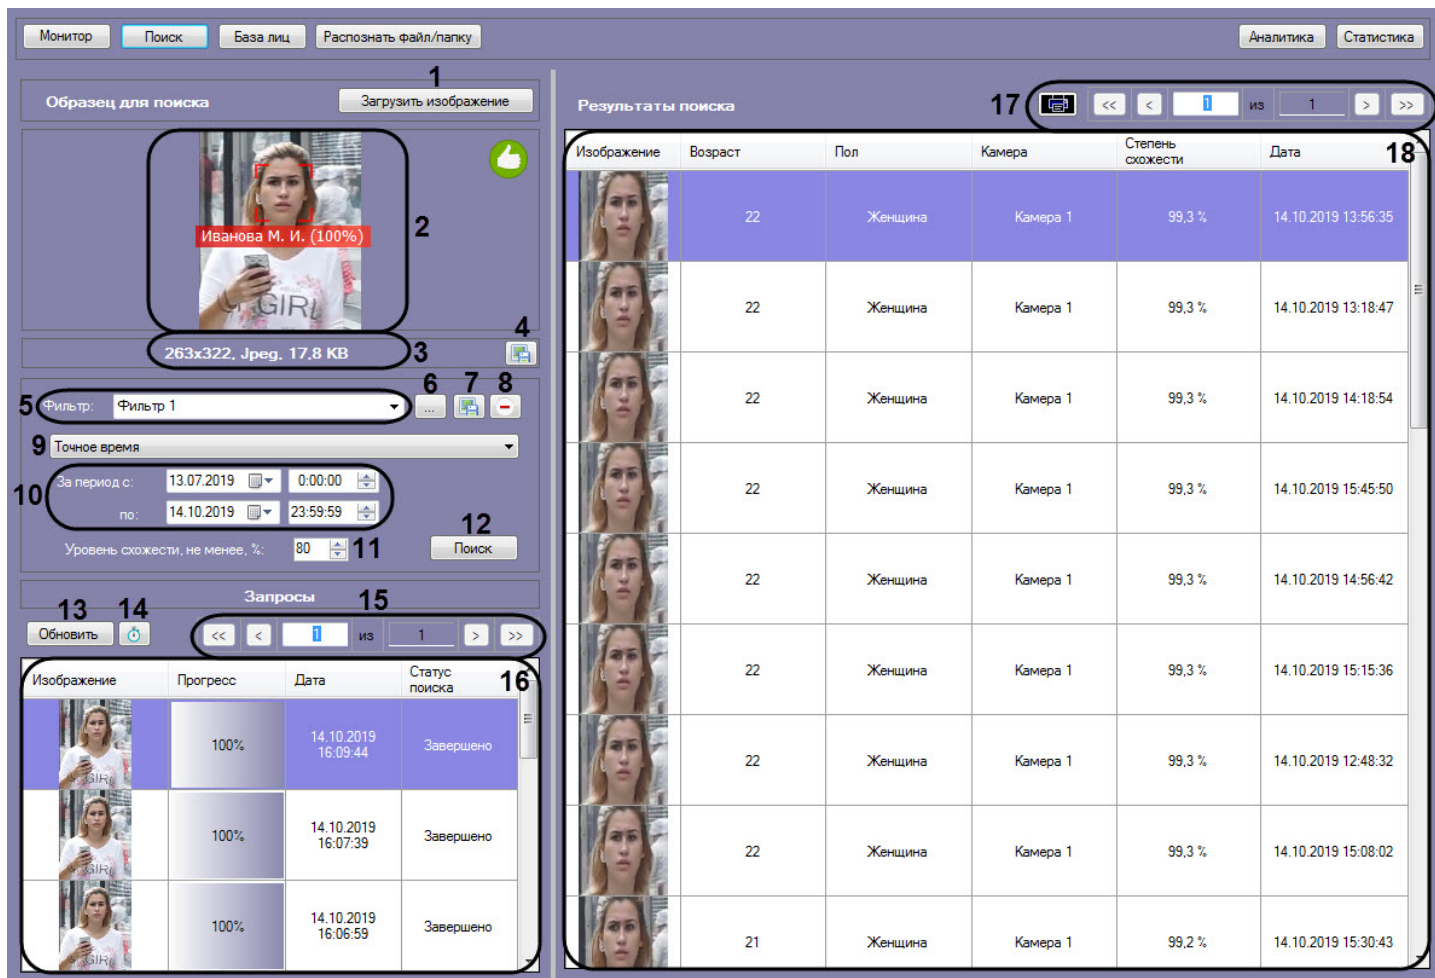 Монитор Поиск База лиц Распознать файл/папку Аналитика Статистика
1
Образец для поиска Загрузить изображение
Иванова М. И. (100%)
GIRL
2
263x322, Jpeg, 17,8 KB 3
4
5 Фильтр: Фильтр 1 ...
6 7 8
9 Точное время
10 За период с: 13.07.2019 0:00:00
по: 14.10.2019 23:59:59
Уровень схожести, не менее, %: 80 11
12
Поиск
Запросы
13 14 15
Обновить << < 1 из 1 > >>
Изображение Прогресс Дата Статус поиска 16
GIRL 100% 14.10.2019 16:09:44 Завершено
GIRL 100% 14.10.2019 16:07:39 Завершено
GIRL 100% 14.10.2019 16:06:59 Завершено
Результаты поиска 17 << < 1 из 1 > >>
Изображение Возраст Пол Камера Степень схожести Дата 18
22 Женщина Камера 1 99,3 % 14.10.2019 13:56:35
22 Женщина Камера 1 99,3 % 14.10.2019 13:18:47
22 Женщина Камера 1 99,3 % 14.10.2019 14:18:54
22 Женщина Камера 1 99,3 % 14.10.2019 15:45:50
22 Женщина Камера 1 99,3 % 14.10.2019 14:56:42
22 Женщина Камера 1 99,3 % 14.10.2019 15:15:36
22 Женщина Камера 1 99,3 % 14.10.2019 12:48:32
22 Женщина Камера 1 99,3 % 14.10.2019 15:08:02
21 Женщина Камера 1 99,2 % 14.10.2019 15:30:43